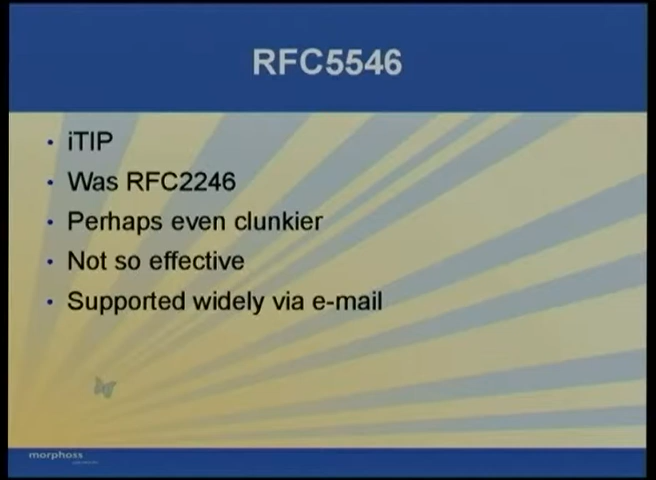 RFC5546
• iTIP
• Was RFC2246
• Perhaps even clunkier
• Not so effective
• Supported widely via e-mail
morphoss